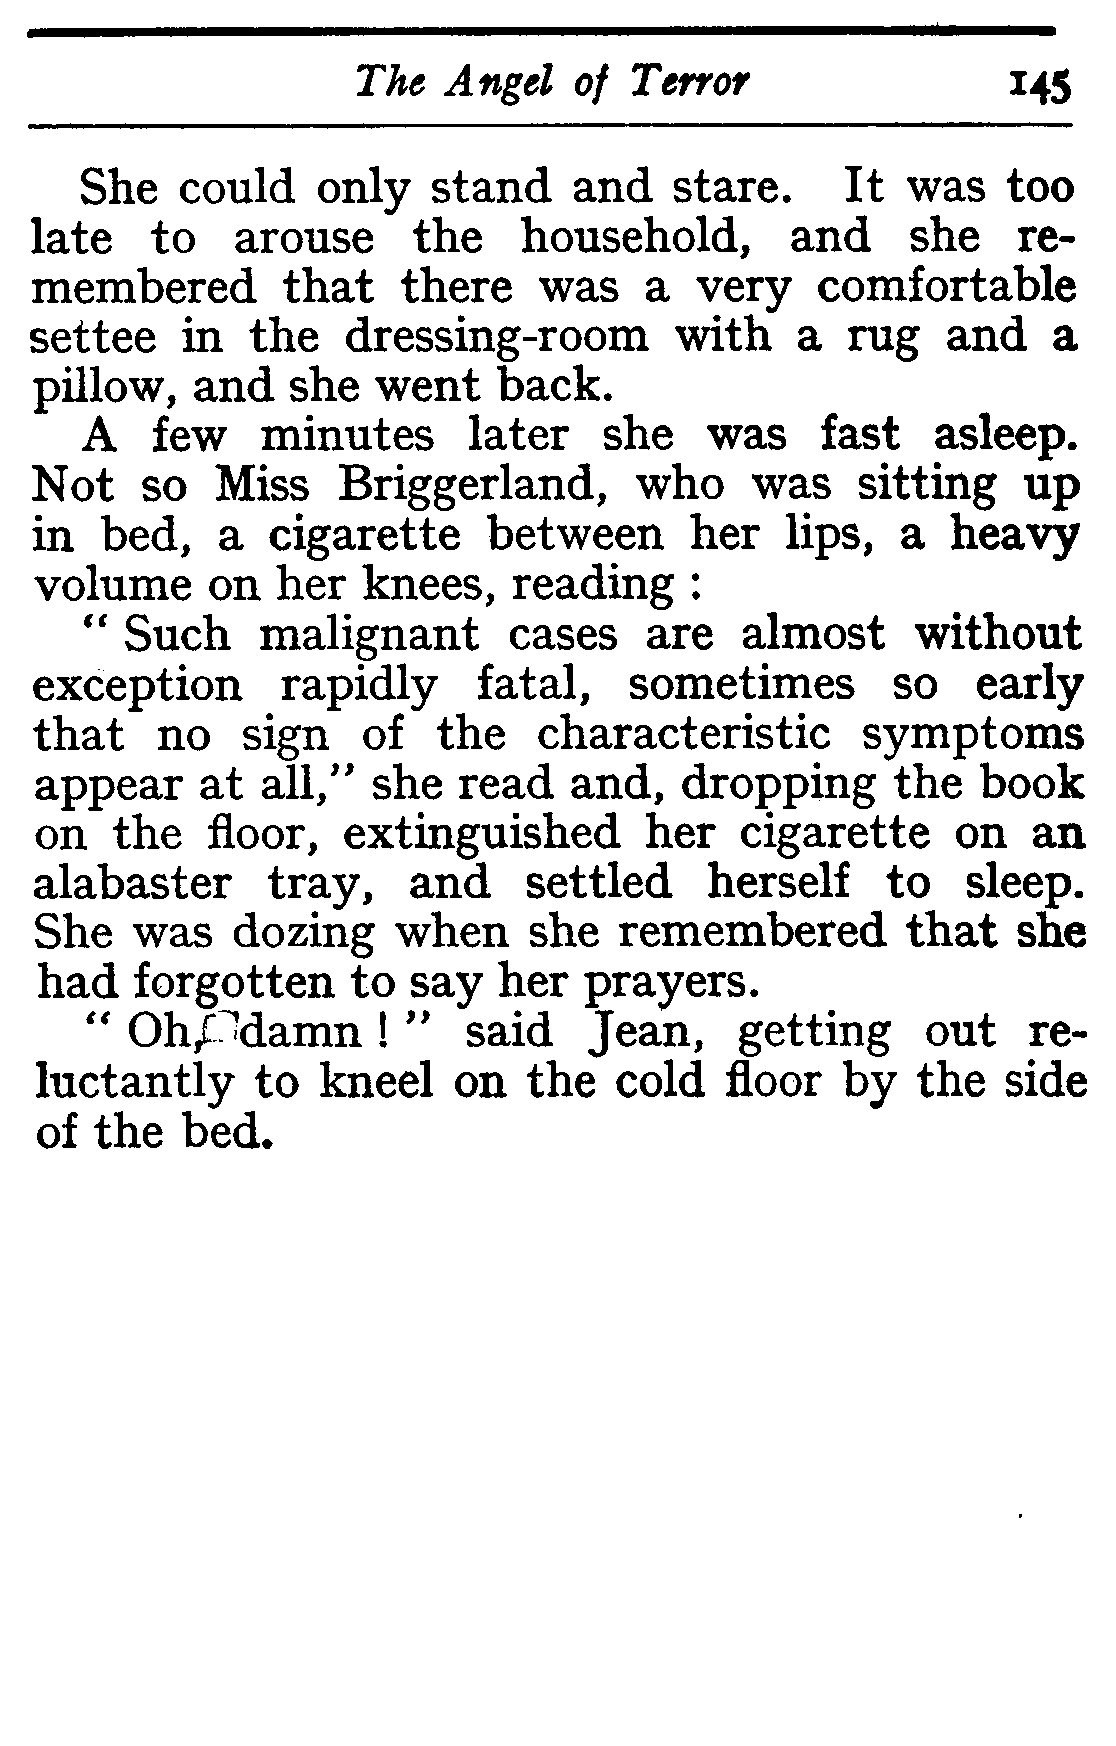 The Angel of Terror 145
She could only stand and stare. It was too
late to arouse the household, and she re-
membered that there was a very comfortable
settee in the dressing-room with a rug and a
pillow, and she went back.
A few minutes later she was fast asleep.
Not so Miss Briggerland, who was sitting up
in bed, a cigarette between her lips, a heavy
volume on her knees, reading :
“ Such malignant cases are almost without
exception rapidly fatal, sometimes so early
that no sign of the characteristic symptoms
appear at all,” she read and, dropping the book
on the floor, extinguished her cigarette on an
alabaster tray, and settled herself to sleep.
She was dozing when she remembered that she
had forgotten to say her prayers.
“ Oh, damn ! ” said Jean, getting out re-
luctantly to kneel on the cold floor by the side
of the bed.